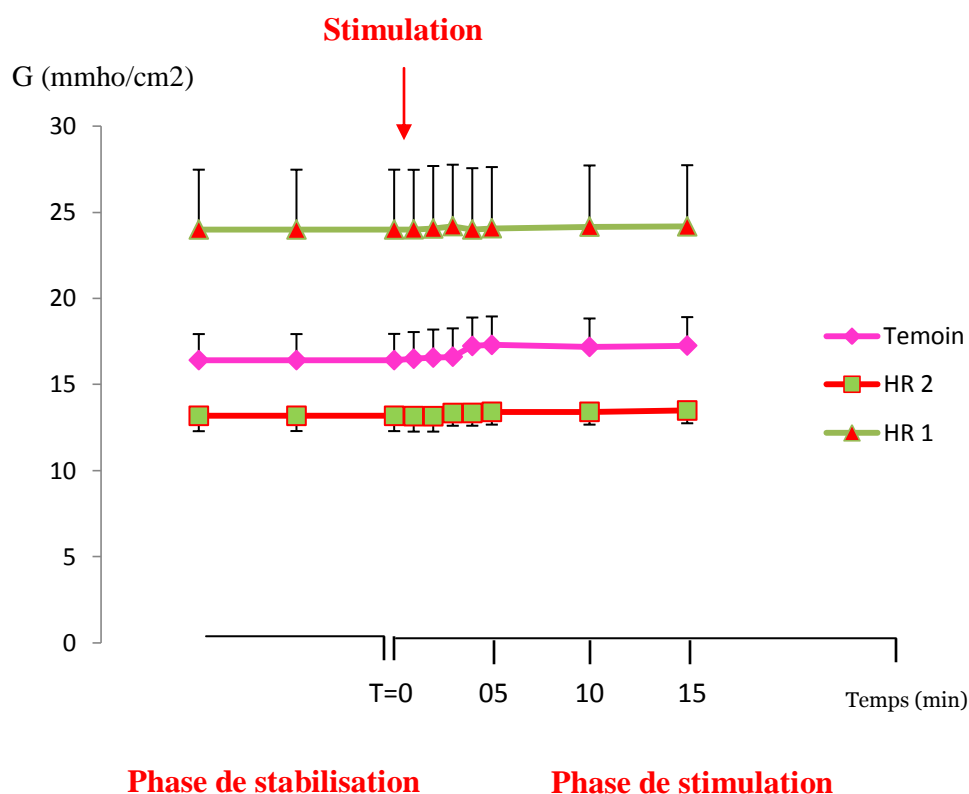 Stimulation
G (mmho/cm2)
30
25
20
15
10
5
0
Temoin
HR 2
HR 1
T=0 05 10 15 Temps (min)
Phase de stabilisation Phase de stimulation